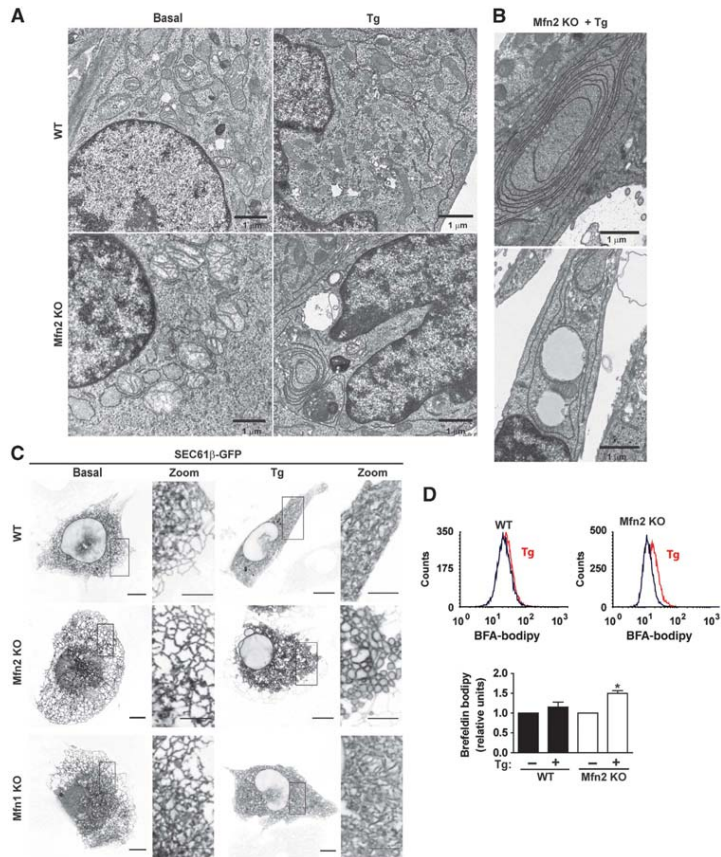 A
Basal
Tg
WT
1 μm
1 μm
Mfn2 KO
1 μm
1 μm
B
Mfn2 KO + Tg
1 μm
1 μm
C
SEC61β-GFP
Basal
Zoom
Tg
Zoom
WT
Mfn2 KO
Mfn1 KO
D
WT
350
175
0
Counts
Tg
10⁰ 10¹ 10² 10³ 10⁴
BFA-bodipy
Mfn2 KO
500
250
0
Counts
Tg
10⁰ 10¹ 10² 10³ 10⁴
BFA-bodipy
Brefeldin bodipy
(relative units)
2.0
1.5
1.0
0.5
0.0
*
Tg: – + – +
WT Mfn2 KO